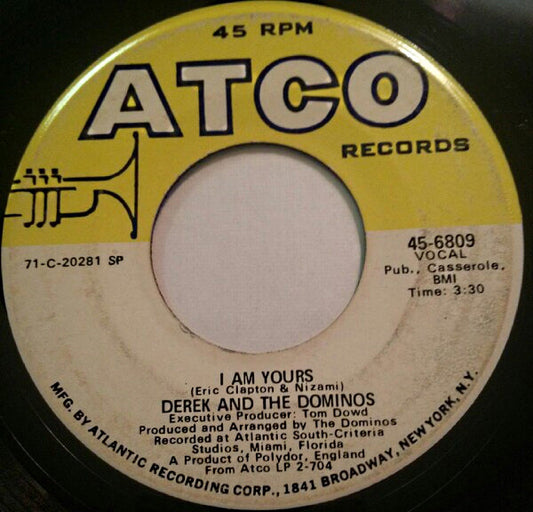 45 RPM
ATCO
RECORDS
71-C-20281 SP
45-6809
VOCAL
Pub., Casserole,
BMI
Time: 3:30
I AM YOURS
(Eric Clapton & Nizami)
DEREK AND THE DOMINOS
Executive Producer: Tom Dowd
Produced and Arranged by The Dominos
Recorded at Atlantic South-Criteria
Studios, Miami, Florida
A Product of Polydor, England
From Atco LP 2-704
MFG. BY ATLANTIC RECORDING CORP., 1841 BROADWAY, NEW YORK, N.Y.